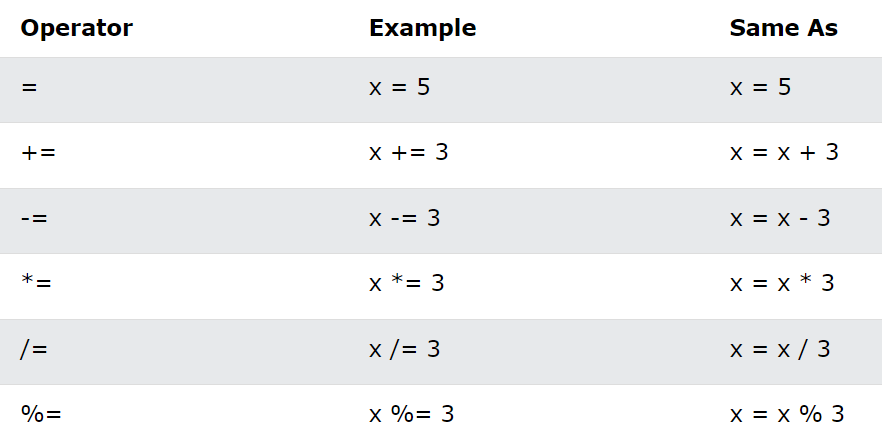 Operator Example Same As
= x = 5 x = 5
+= x += 3 x = x + 3
-= x -= 3 x = x - 3
*= x *= 3 x = x * 3
/= x /= 3 x = x / 3
%= x %= 3 x = x % 3